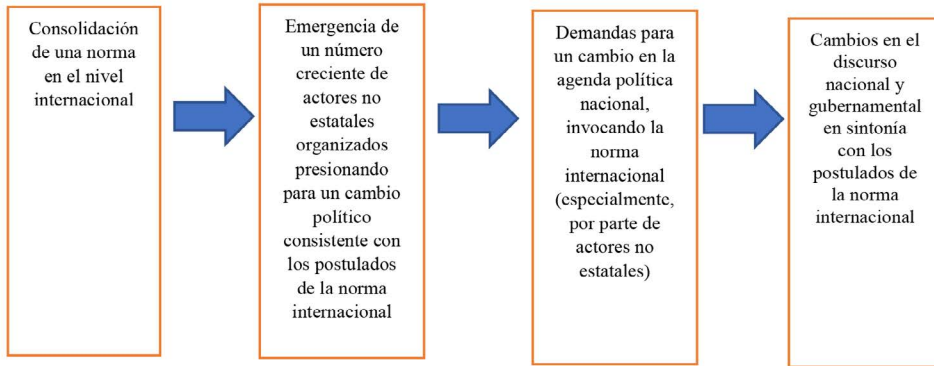 Consolidación
de una norma
en el nivel
internacional
Emergencia de
un número
creciente de
actores no
estatales
organizados
presionando
para un cambio
político
consistente con
los postulados
de la norma
internacional
Demandas para
un cambio en la
agenda política
nacional,
invocando la
norma
internacional
(especialmente,
por parte de
actores no
estatales)
Cambios en el
discurso
nacional y
gubernamental
en sintonía
con los
postulados de
la norma
internacional